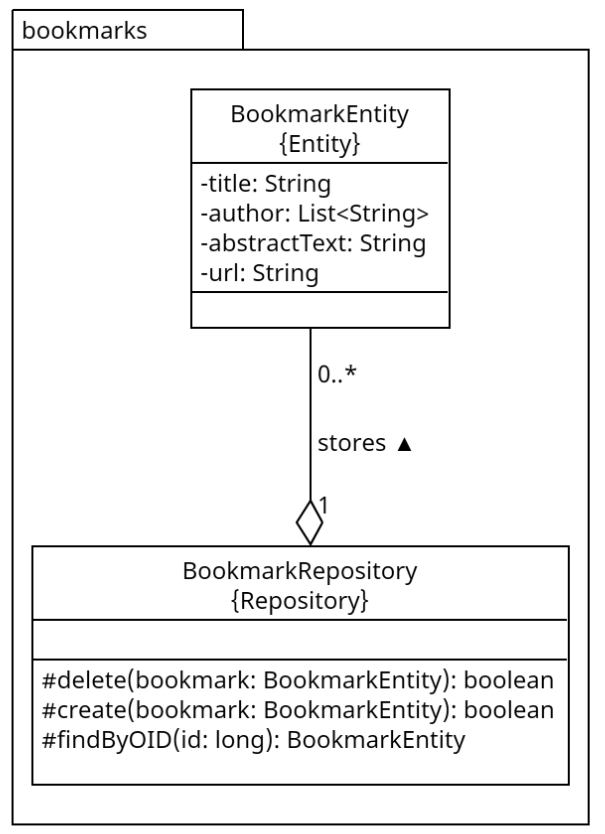 bookmarks
BookmarkEntity
{Entity}
-title: String
-author: List<String>
-abstractText: String
-url: String
0..*
stores ▲
1
BookmarkRepository
{Repository}
#delete(bookmark: BookmarkEntity): boolean
#create(bookmark: BookmarkEntity): boolean
#findByOID(id: long): BookmarkEntity